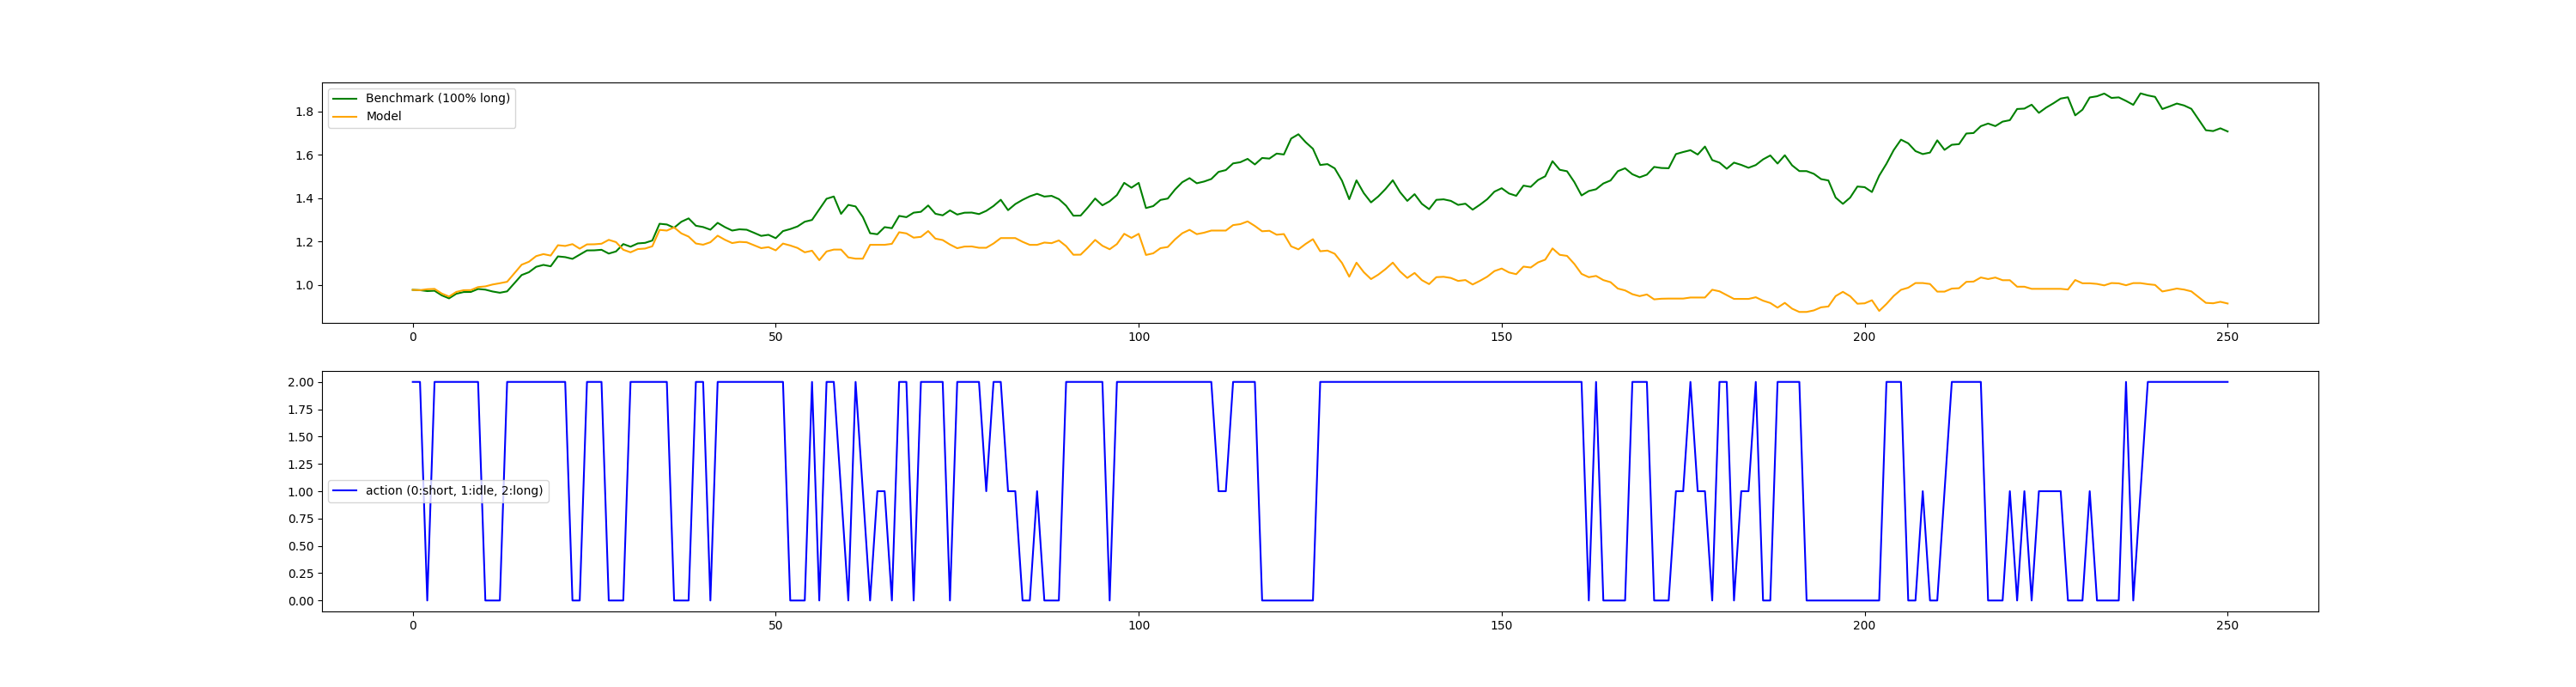 Benchmark (100% long)
Model
1.8
1.6
1.4
1.2
1.0
0 50 100 150 200 250
2.00
1.75
1.50
1.25
1.00
0.75
0.50
0.25
0.00
action (0:short, 1:idle, 2:long)
0 50 100 150 200 250